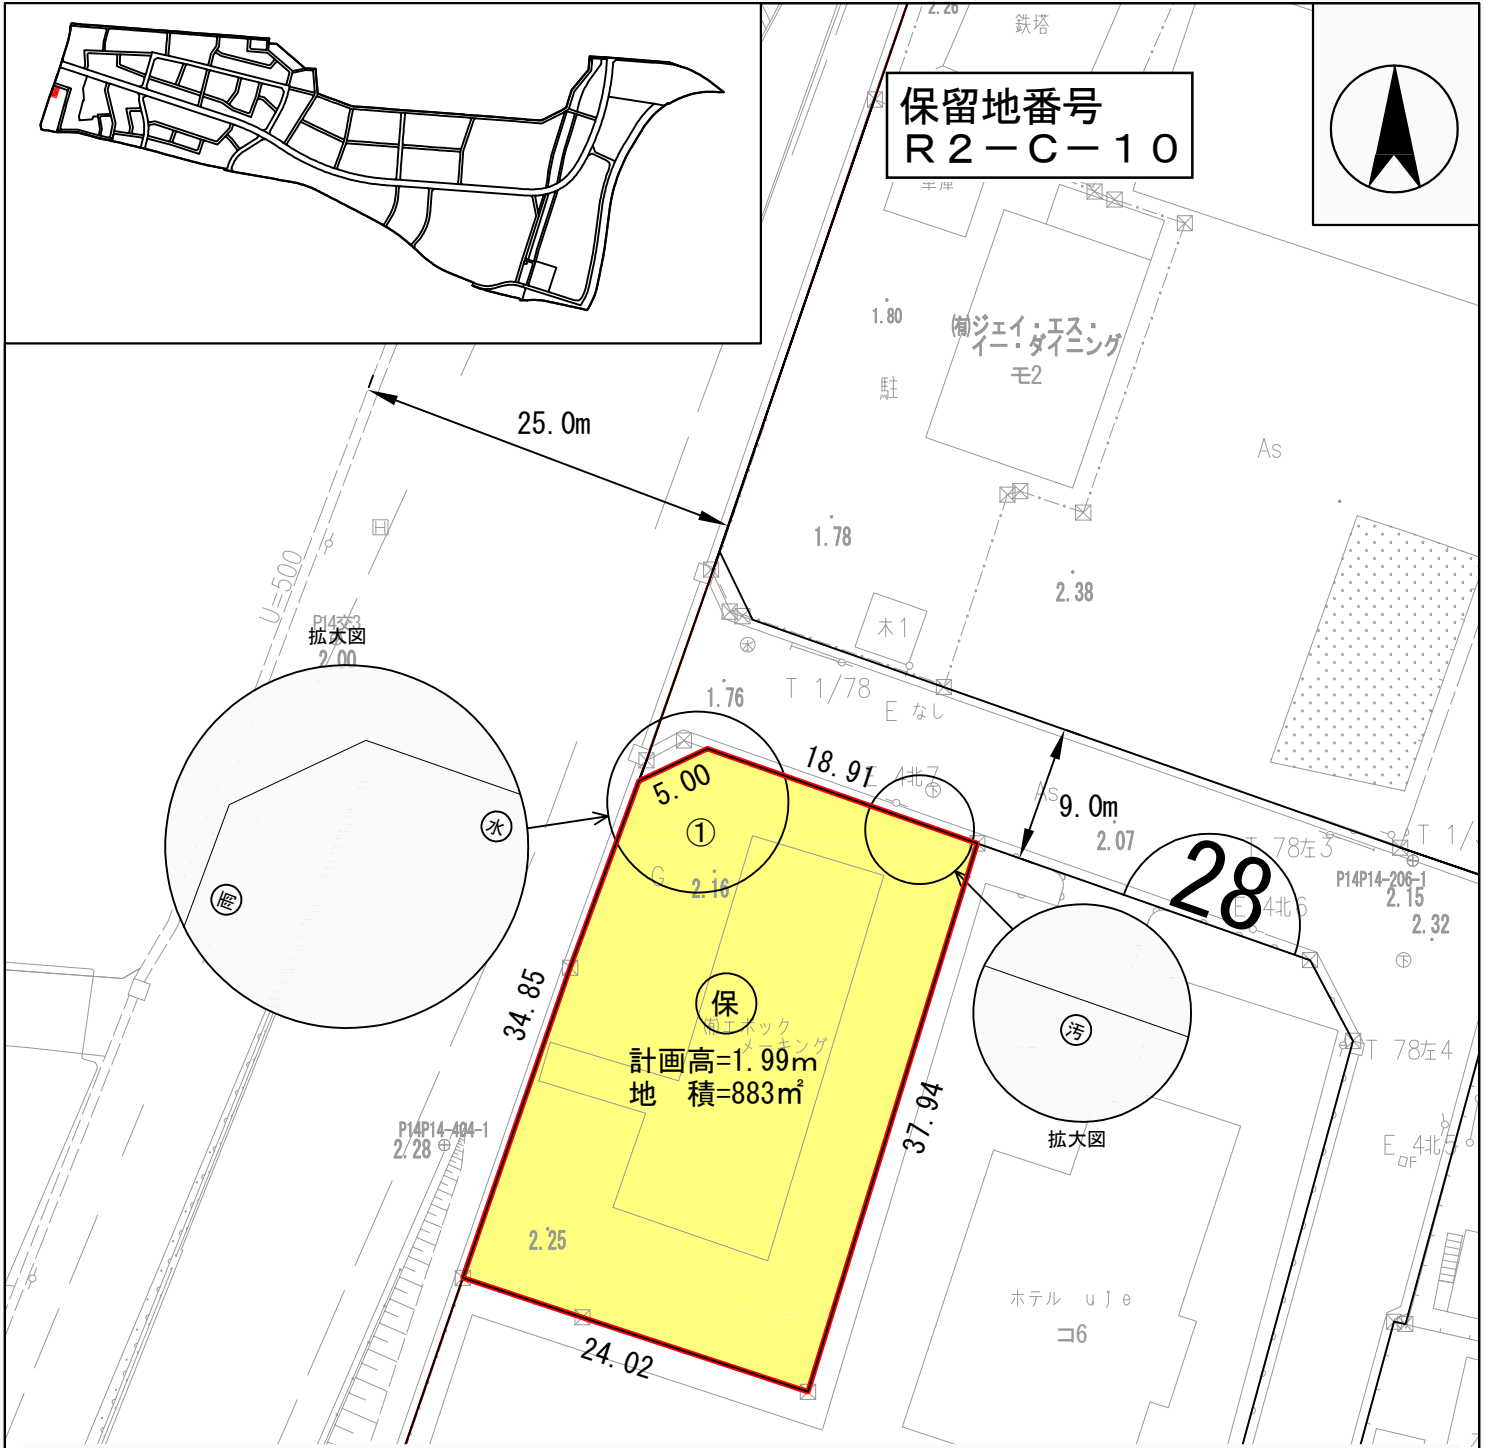 2.26
鉄塔
保留地番号
R2-C-10
車庫
1.80
㈲ジェイ・エス・
イー・ダイニング
モ2
駐
25.0m
As
1.78
2.38
U=500
P14交3
拡大図
2.00
木1
水
T 1/78
1.76
E なし
5.00
18.91
E 4北7
As
9.0m
2.07
28
T 78左3
T 1/
P14P14-206-1
2.15
2.32
E 4北6
①
G
2.16
水
34.85
保
㈲エポック
メーキング
計画高=1.99m
地 積=883㎡
汚
拡大図
T 78左4
37.94
P14P14-404-1
2.28
E 4北5
2.25
ホテル uje
コ6
24.02